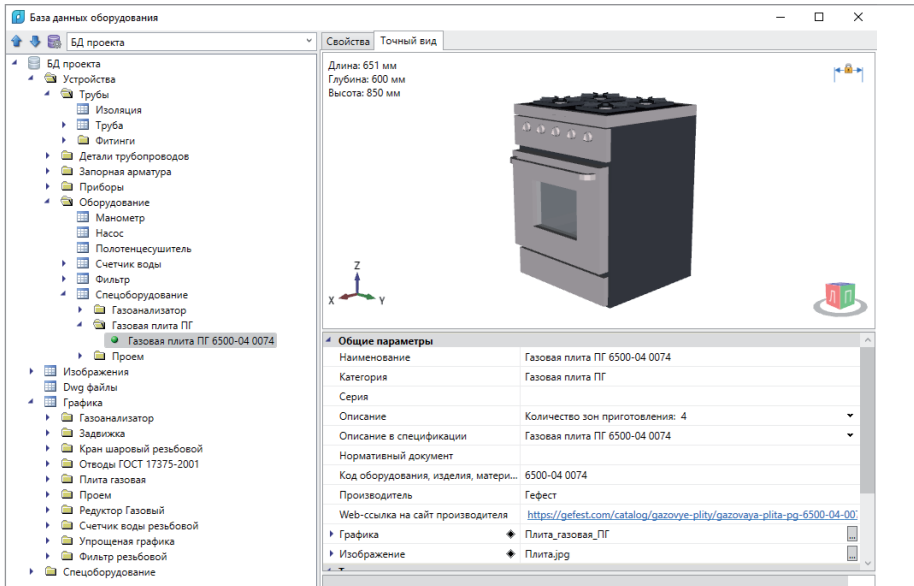 База данных оборудования
БД проекта
БД проекта
Устройства
Трубы
Изоляция
Труба
Фитинги
Детали трубопроводов
Запорная арматура
Приборы
Оборудование
Манометр
Насос
Полотенцесушитель
Счетчик воды
Фильтр
Спецоборудование
Газоанализатор
Газовая плита ПГ
Газовая плита ПГ 6500-04 0074
Проем
Изображения
Dwg файлы
Графика
Газоанализатор
Задвижка
Кран шаровый резьбовой
Отводы ГОСТ 17375-2001
Плита газовая
Проем
Редуктор Газовый
Счетчик воды резьбовой
Упрощеная графика
Фильтр резьбовой
Спецоборудование
Свойства Точный вид
Длина: 651 мм
Глубина: 600 мм
Высота: 850 мм
Z
X Y
Л П
Общие параметры
Наименование Газовая плита ПГ 6500-04 0074
Категория Газовая плита ПГ
Серия
Описание Количество зон приготовления: 4
Описание в спецификации Газовая плита ПГ 6500-04 0074
Нормативный документ
Код оборудования, изделия, матери... 6500-04 0074
Производитель Гефест
Web-ссылка на сайт производителя https://gefest.com/catalog/gazovye-plity/gazovaya-plita-pg-6500-04-00
Графика Плита_газовая_ПГ ...
Изображение Плита.jpg ...